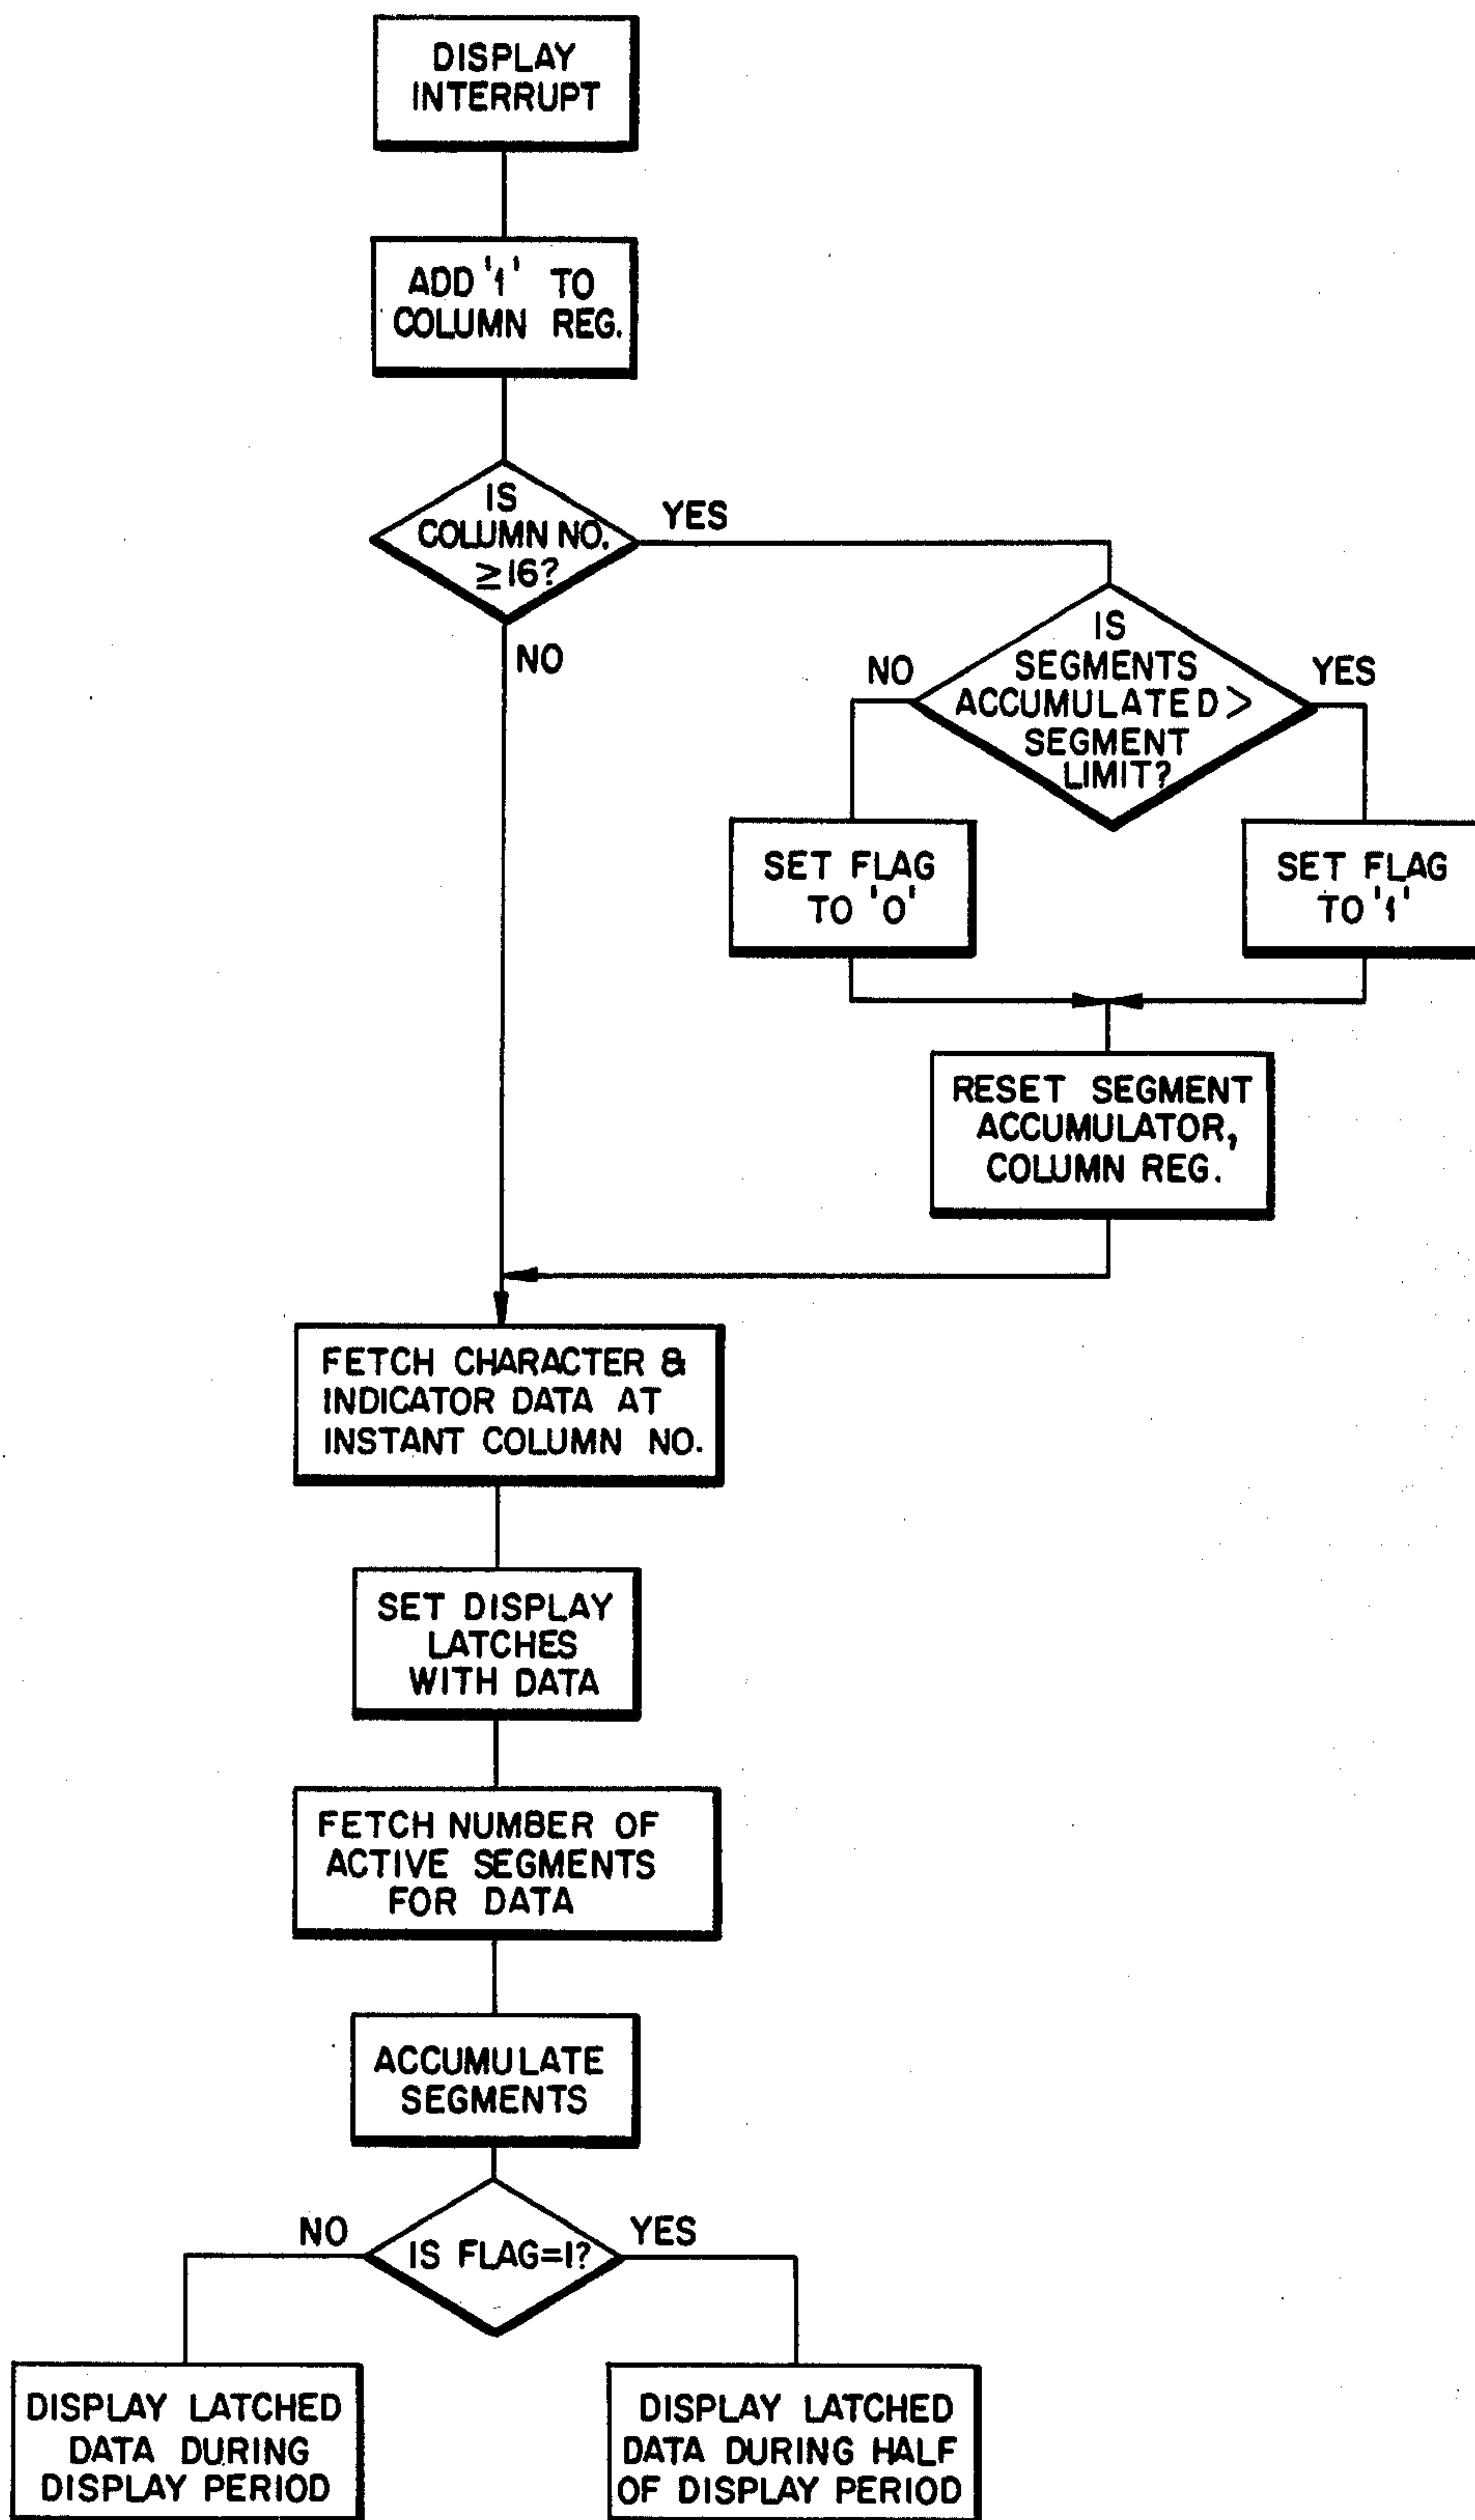 DISPLAY
INTERRUPT
ADD '1' TO
COLUMN REG.
IS
COLUMN NO.
≥16?
YES
NO
IS
SEGMENTS
ACCUMULATED >
SEGMENT
LIMIT?
NO
YES
SET FLAG
TO '0'
SET FLAG
TO '1'
RESET SEGMENT
ACCUMULATOR,
COLUMN REG.
FETCH CHARACTER &
INDICATOR DATA AT
INSTANT COLUMN NO.
SET DISPLAY
LATCHES
WITH DATA
FETCH NUMBER OF
ACTIVE SEGMENTS
FOR DATA
ACCUMULATE
SEGMENTS
NO
IS FLAG=1?
YES
DISPLAY LATCHED
DATA DURING
DISPLAY PERIOD
DISPLAY LATCHED
DATA DURING HALF
OF DISPLAY PERIOD